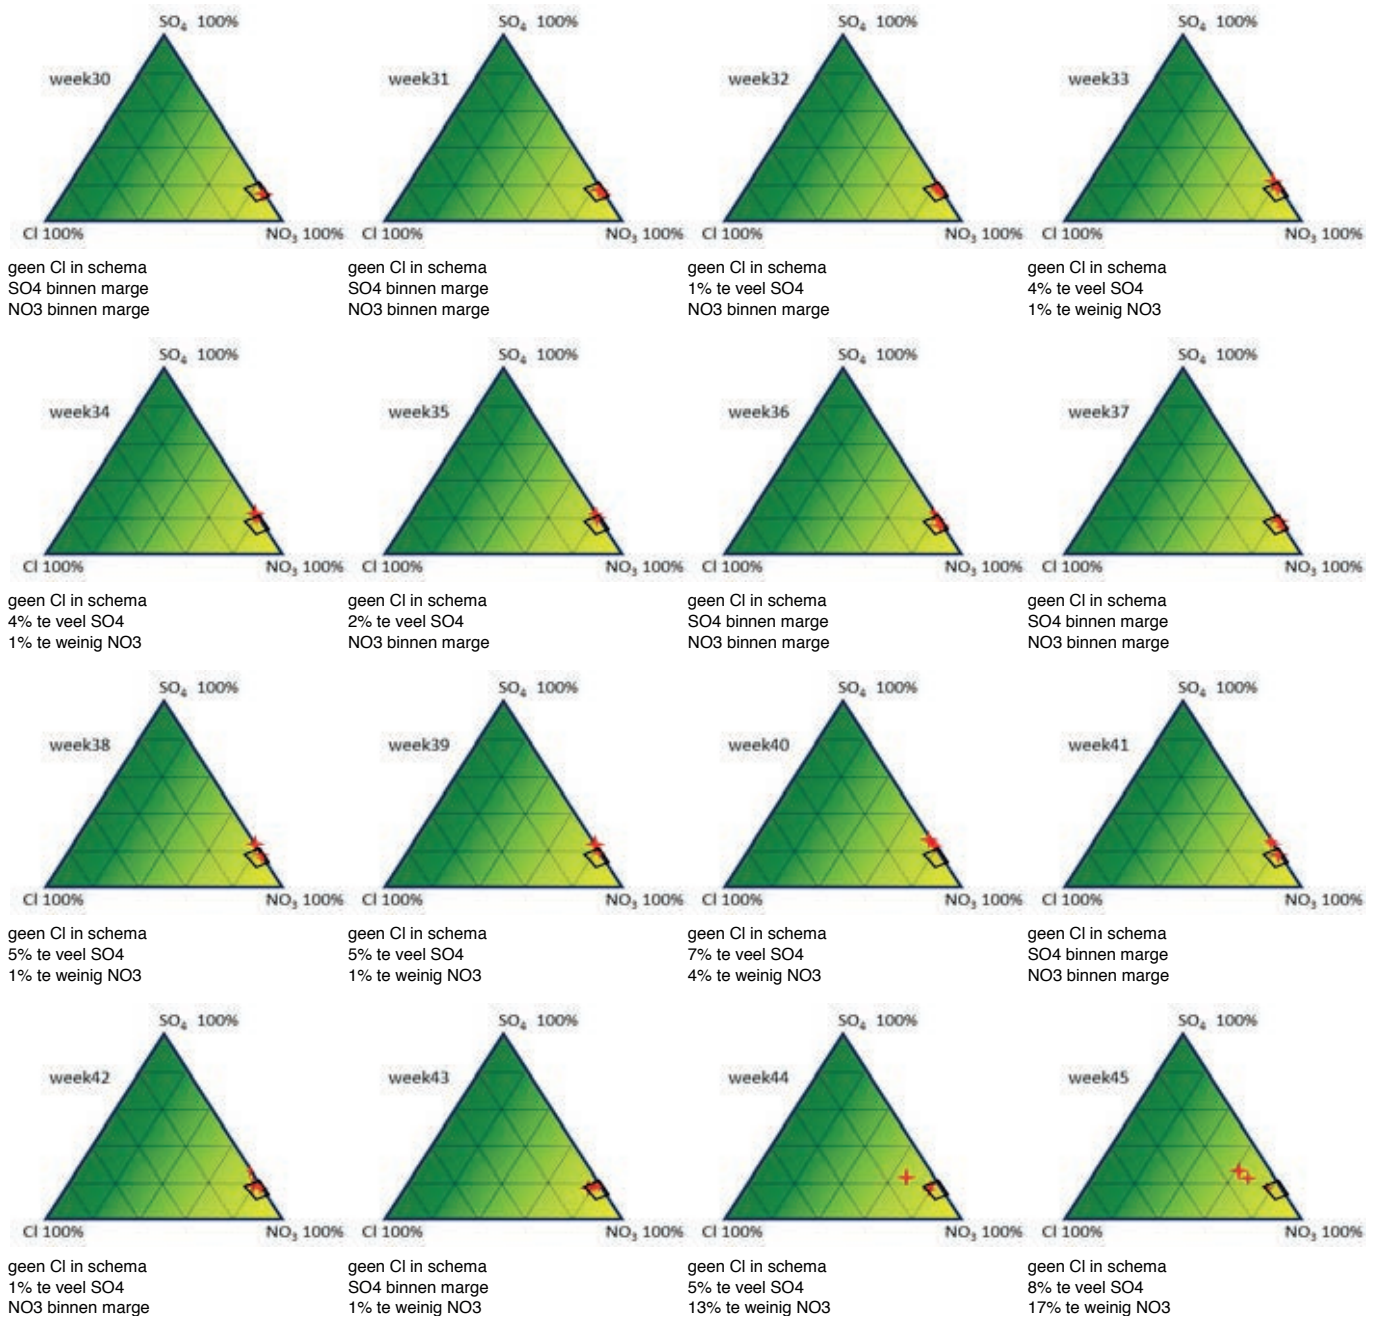 SO₄ 100%
week30
Cl 100% NO₃ 100%
geen Cl in schema
SO4 binnen marge
NO3 binnen marge
SO₄ 100%
week31
Cl 100% NO₃ 100%
geen Cl in schema
SO4 binnen marge
NO3 binnen marge
SO₄ 100%
week32
Cl 100% NO₃ 100%
geen Cl in schema
1% te veel SO4
NO3 binnen marge
SO₄ 100%
week33
Cl 100% NO₃ 100%
geen Cl in schema
4% te veel SO4
1% te weinig NO3
SO₄ 100%
week34
Cl 100% NO₃ 100%
geen Cl in schema
4% te veel SO4
1% te weinig NO3
SO₄ 100%
week35
Cl 100% NO₃ 100%
geen Cl in schema
2% te veel SO4
NO3 binnen marge
SO₄ 100%
week36
Cl 100% NO₃ 100%
geen Cl in schema
SO4 binnen marge
NO3 binnen marge
SO₄ 100%
week37
Cl 100% NO₃ 100%
geen Cl in schema
SO4 binnen marge
NO3 binnen marge
SO₄ 100%
week38
Cl 100% NO₃ 100%
geen Cl in schema
5% te veel SO4
1% te weinig NO3
SO₄ 100%
week39
Cl 100% NO₃ 100%
geen Cl in schema
5% te veel SO4
1% te weinig NO3
SO₄ 100%
week40
Cl 100% NO₃ 100%
geen Cl in schema
7% te veel SO4
4% te weinig NO3
SO₄ 100%
week41
Cl 100% NO₃ 100%
geen Cl in schema
SO4 binnen marge
NO3 binnen marge
SO₄ 100%
week42
Cl 100% NO₃ 100%
geen Cl in schema
1% te veel SO4
NO3 binnen marge
SO₄ 100%
week43
Cl 100% NO₃ 100%
geen Cl in schema
SO4 binnen marge
1% te weinig NO3
SO₄ 100%
week44
Cl 100% NO₃ 100%
geen Cl in schema
5% te veel SO4
13% te weinig NO3
SO₄ 100%
week45
Cl 100% NO₃ 100%
geen Cl in schema
8% te veel SO4
17% te weinig NO3